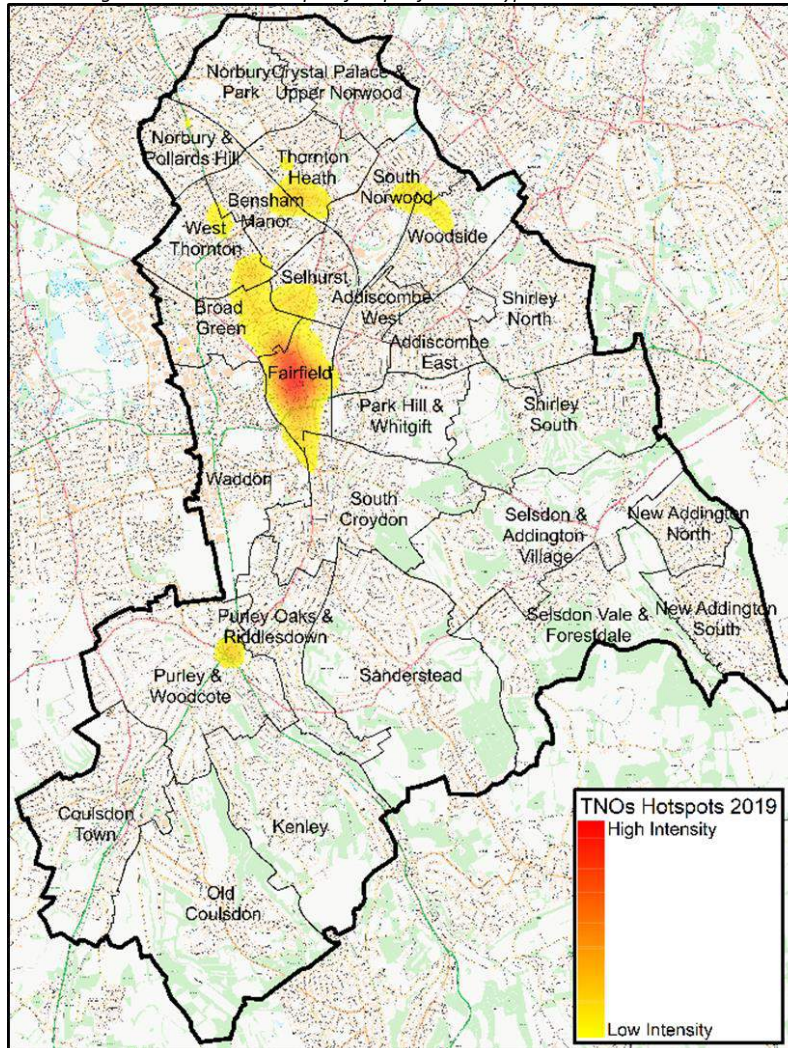 Norbury
Park
Crystal Palace &
Upper Norwood
Norbury &
Pollards Hill
Thornton
Heath
South
Norwood
Bensham
Manor
West
Thornton
Woodside
Selhurst
Broad
Green
Addiscombe
West
Shirley
North
Addiscombe
East
Fairfield
Park Hill &
Whitgift
Shirley
South
Waddon
South
Croydon
Selsdon &
Addington
Village
New Addington
North
Purley Oaks &
Riddlesdown
Selsdon Vale &
Forestdale
New Addington
South
Sanderstead
Purley &
Woodcote
Coulsdon
Town
Kenley
Old
Coulsdon
TNOs Hotspots 2019
High Intensity
Low Intensity